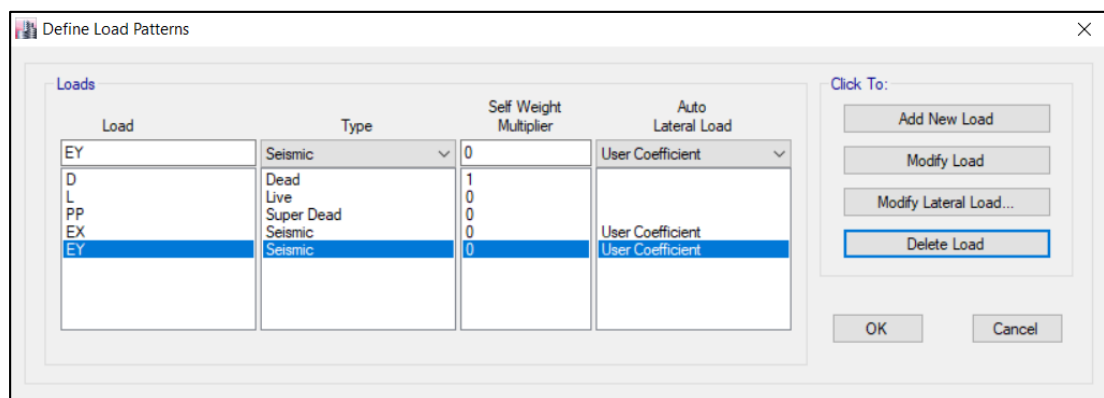 Define Load Patterns
Loads
Click To:
Load Type Self Weight Multiplier Auto Lateral Load
EY Seismic 0 User Coefficient
D Dead 1
L Live 0
PP Super Dead 0
EX Seismic 0 User Coefficient
EY Seismic 0 User Coefficient
Add New Load
Modify Load
Modify Lateral Load...
Delete Load
OK Cancel